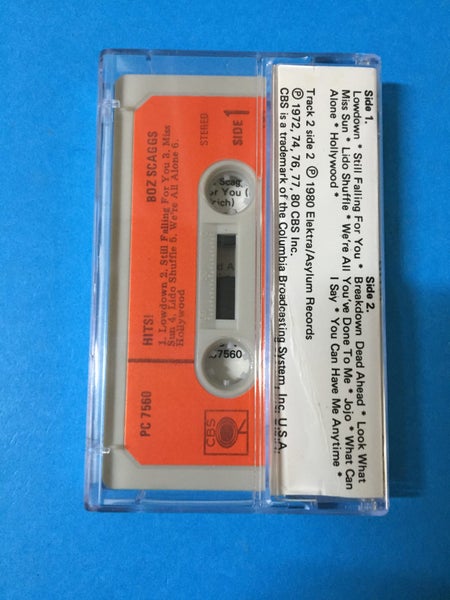 Side 1.
Lowdown * Still Falling For You *
Miss Sun * Lido Shuffle * We're All
Alone * Hollywood *
Side 2.
Breakdown Dead Ahead * Look What
You've Done To Me * Jojo * What Can
I Say * You Can Have Me Anytime *
Track 2 side 2 ℗ 1980 Elektra/Asylum Records
℗ 1972, 74, 76, 77, 80 CBS Inc.
CBS is a trademark of the Columbia Broadcasting System, Inc. U.S.A.
PC 7560
HITS! BOZ SCAGGS
1. Lowdown 2. Still Falling For You 3. Miss
Sun 4. Lido Shuffle 5. We're All Alone 6.
Hollywood
STEREO
SIDE 1
CBS
Scag
or You (
rich)
7560